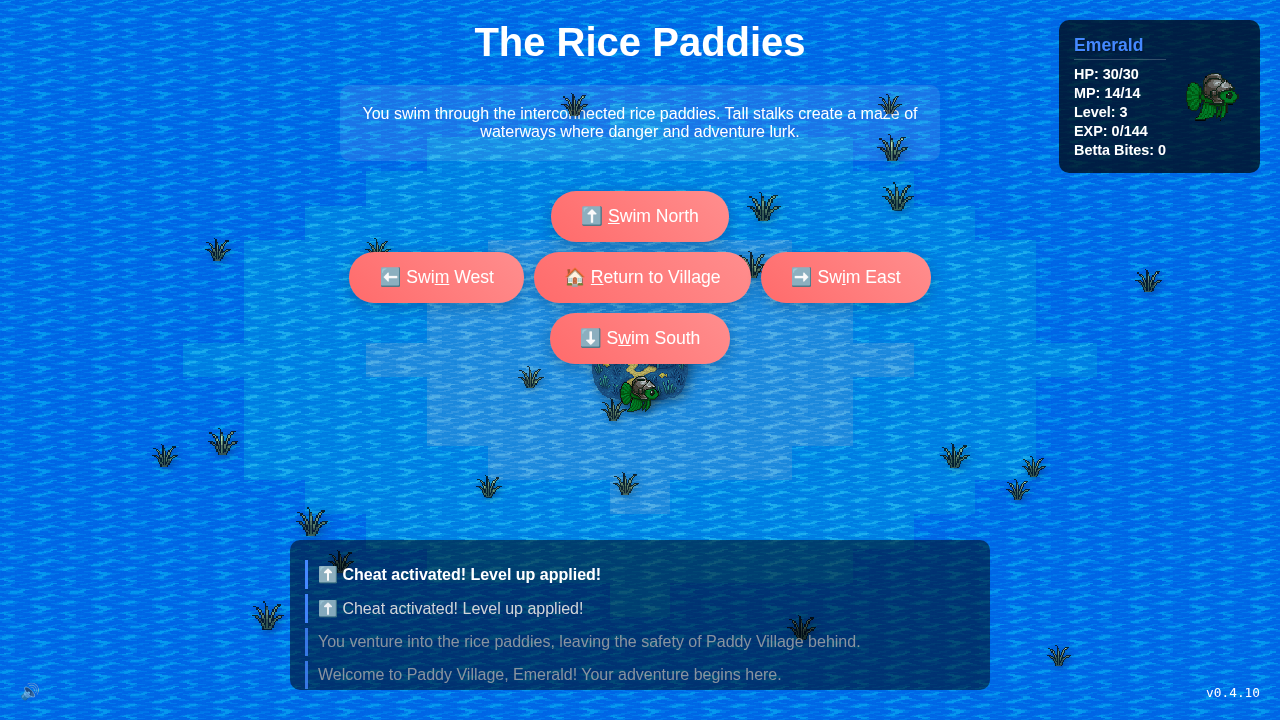 The Rice Paddies
You swim through the interconnected rice paddies. Tall stalks create a maze of
waterways where danger and adventure lurk.
Emerald
HP: 30/30
MP: 14/14
Level: 3
EXP: 0/144
Betta Bites: 0
⬆️ Swim North
⬅️ Swim West
🏠 Return to Village
➡️ Swim East
⬇️ Swim South
⬆️ Cheat activated! Level up applied!
⬆️ Cheat activated! Level up applied!
You venture into the rice paddies, leaving the safety of Paddy Village behind.
Welcome to Paddy Village, Emerald! Your adventure begins here.
v0.4.10